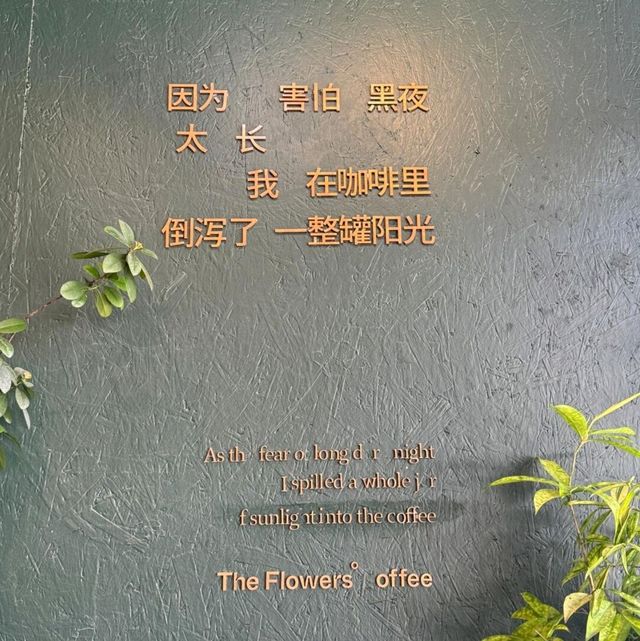 因为 害怕 黑夜
太 长
我 在咖啡里
倒泻了 一整罐阳光
As th fear o long d r night
I spilled a whole j r
f sunlig t into the coffee
The Flowers° offee